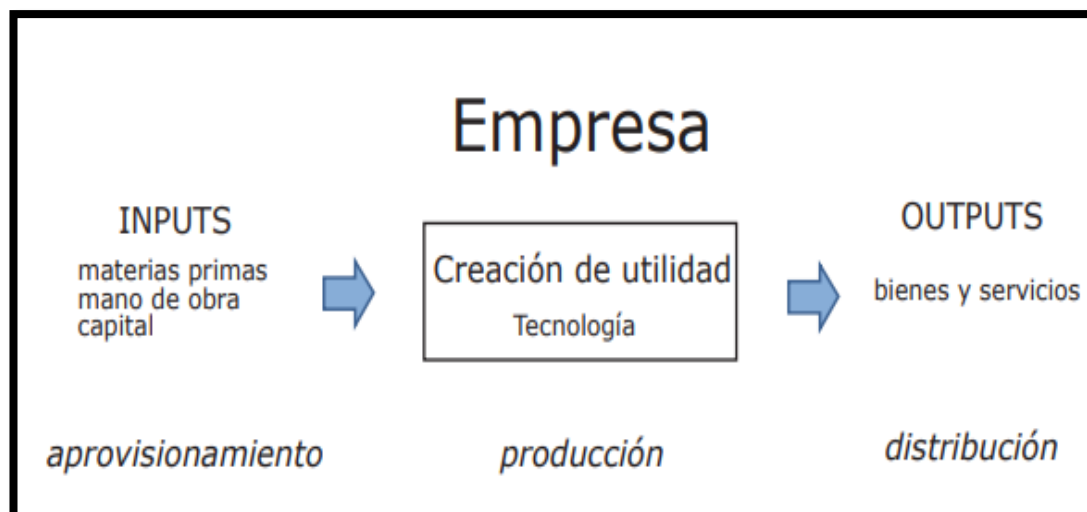 Empresa
INPUTS
materias primas
mano de obra
capital
Creación de utilidad
Tecnología
OUTPUTS
bienes y servicios
aprovisionamiento
producción
distribución